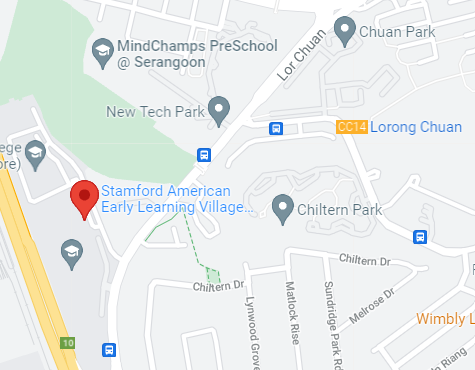 Chuan Park
MindChamps PreSchool
@ Serangoon
Lor Chuan
New Tech Park
CC14 Lorong Chuan
ege
ore)
Stamford American
Early Learning Village...
Chiltern Park
Chiltern Dr
Chiltern Dr
Lynwood Grove
Matlock Rise
Sundridge Park Rd
Melrose Dr
Wimbly L
10
n Riang